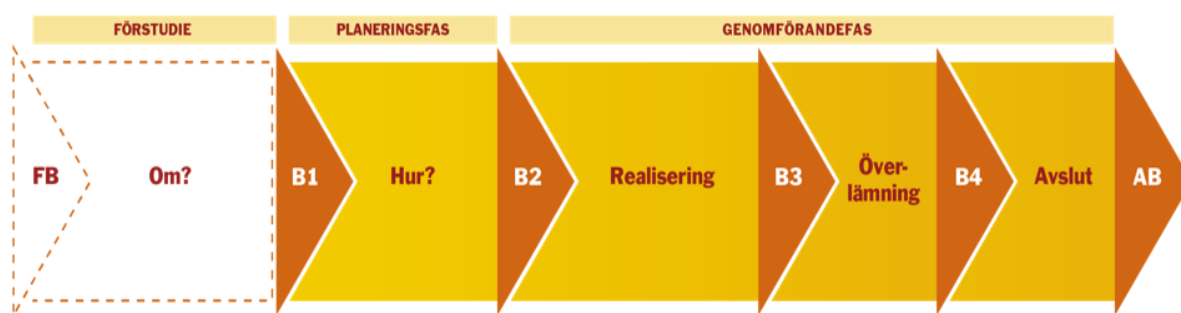 FÖRSTUDIE
PLANERINGSFAS
GENOMFÖRANDEFAS
FB
Om?
B1
Hur?
B2
Realisering
B3
Över-
lämning
B4
Avslut
AB